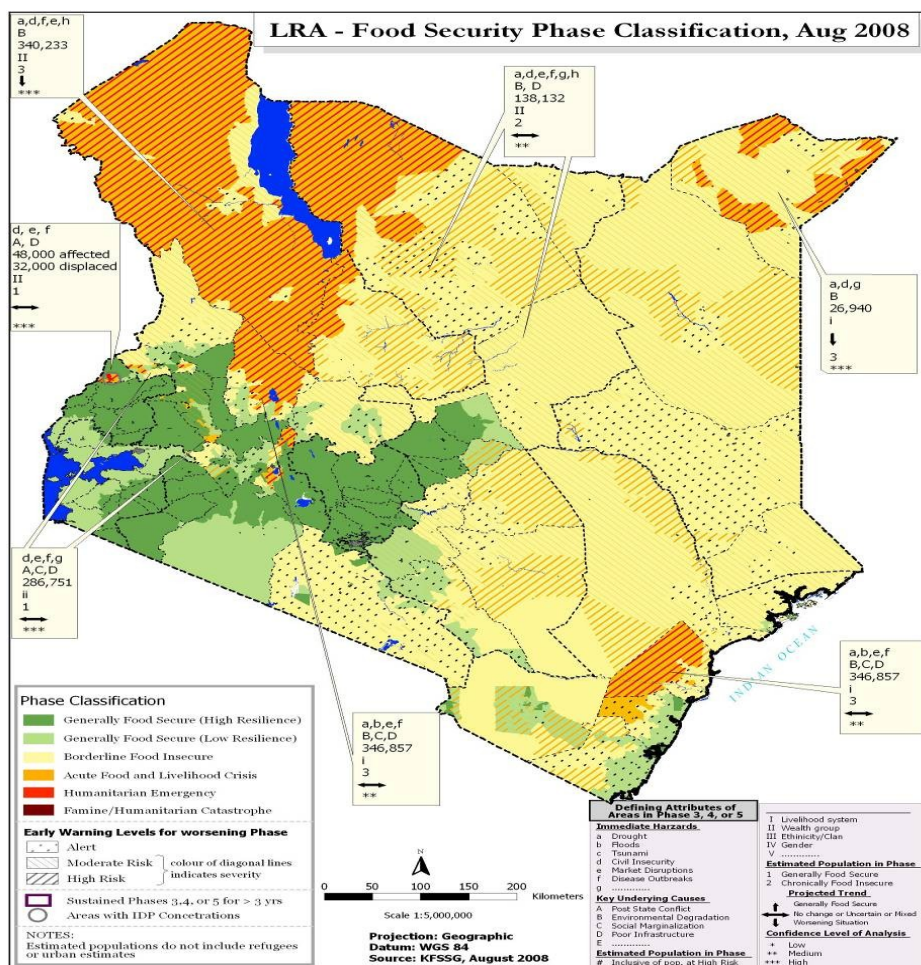 LRA - Food Security Phase Classification, Aug 2008
a,d,f,e,h
B
340,233
II
3
***
a,d,e,f,g,h
B, D
138,132
II
2
**
d, e, f
A, D
48,000 affected
32,000 displaced
II
1
***
a,d,g
B
26,940
i
3
***
d,e,f,g
A,C,D
286,751
ii
1
***
a,b,e,f
B,C,D
346,857
i
3
**
a,b,e,f
B,C,D
346,857
i
3
**
INDIAN OCEAN
Phase Classification
Generally Food Secure (High Resilience)
Generally Food Secure (Low Resilience)
Borderline Food Insecure
Acute Food and Livelihood Crisis
Humanitarian Emergency
Famine/Humanitarian Catastrophe
Early Warning Levels for worsening Phase
Alert
Moderate Risk
High Risk
colour of diagonal lines
indicates severity
Sustained Phases 3,4, or 5 for > 3 yrs
Areas with IDP Concetrations
NOTES:
Estimated populations do not include refugees
or urban estimates
N
0 50 100 150 200
Kilometers
Scale 1:5,000,000
Projection: Geographic
Datum: WGS 84
Source: KFSSG, August 2008
Defining Attributes of
Areas in Phase 3, 4, or 5
Immediate Harzards
a Drought
b Floods
c Tsunami
d Civil Insecurity
e Market Disruptions
f Disease Outbreaks
g ..............
Key Underlying Causes
A Post State Conflict
B Environmental Degradation
C Social Marginalization
D Poor Infrastructure
E ..............
Estimated Population in Phase
# Inclusive of pop. at High Risk
I Livelihood system
II Wealth group
III Ethinicity/Clan
IV Gender
V ..............
Estimated Population in Phase
1 Generally Food Secure
2 Chronically Food Insecure
Projected Trend
Generally Food Secure
No change or Uncertain or Mixed
Worsening Situation
Confidence Level of Analysis
* Low
** Medium
*** High